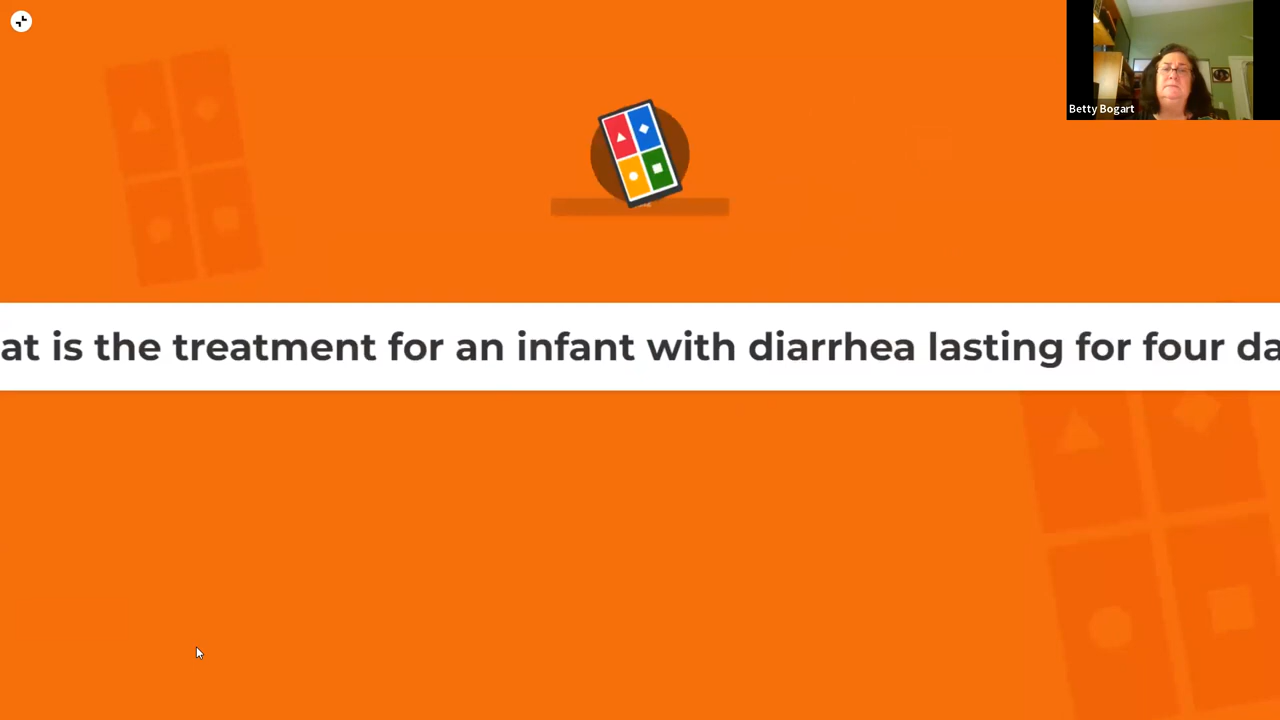 Betty Bogart
at is the treatment for an infant with diarrhea lasting for four da